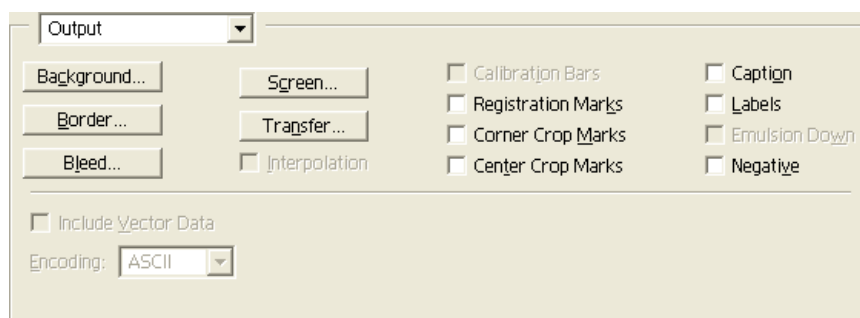 Output
Background...
Border...
Bleed...
Screen...
Transfer...
Interpolation
Calibration Bars
Registration Marks
Corner Crop Marks
Center Crop Marks
Caption
Labels
Emulsion Down
Negative
Include Vector Data
Encoding: ASCII